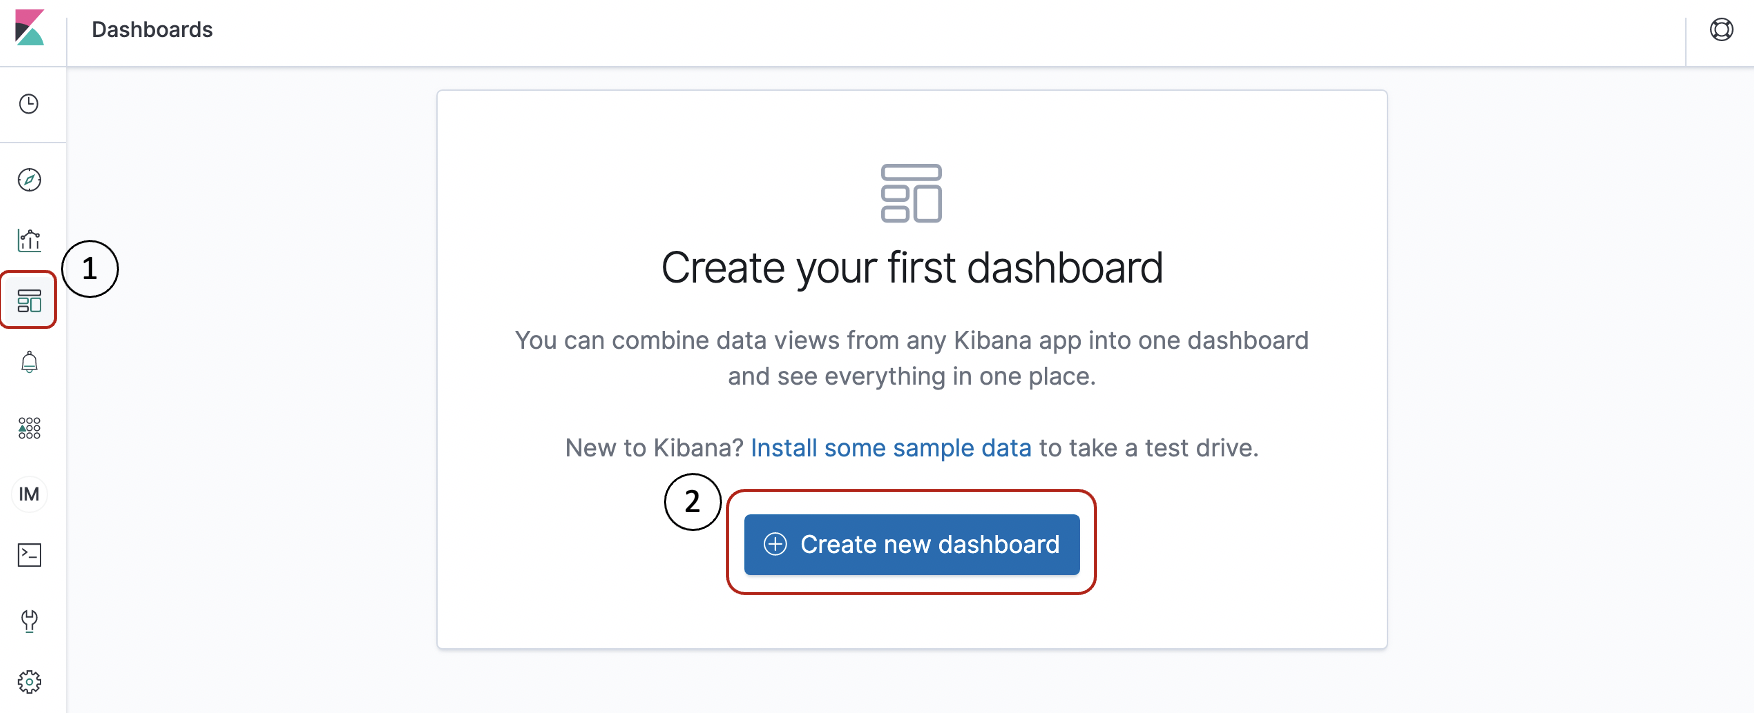 Dashboards
1
Create your first dashboard
You can combine data views from any Kibana app into one dashboard
and see everything in one place.
New to Kibana? Install some sample data to take a test drive.
2
Create new dashboard
IM